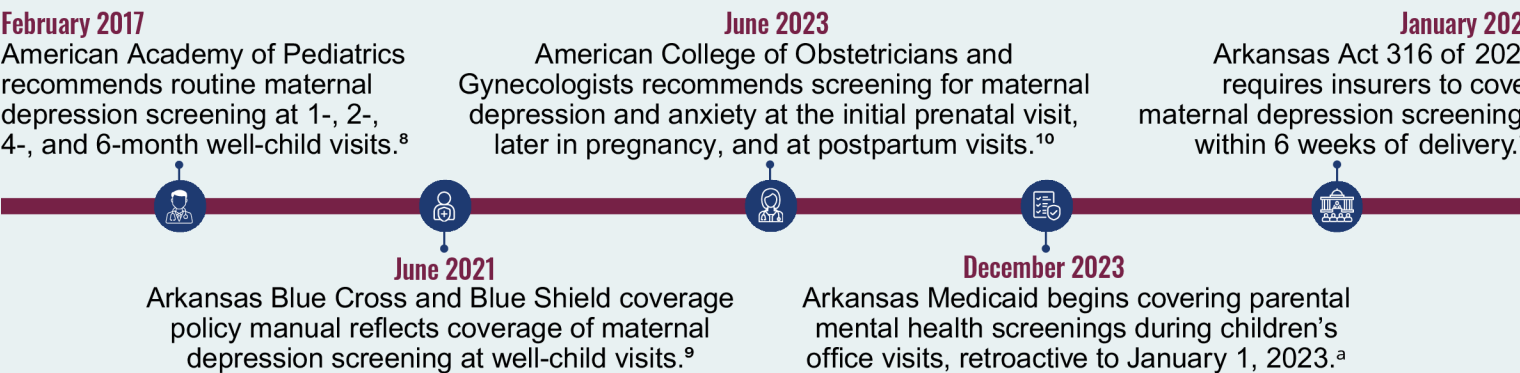 February 2017
American Academy of Pediatrics
recommends routine maternal
depression screening at 1-, 2-,
4-, and 6-month well-child visits.⁸
June 2021
Arkansas Blue Cross and Blue Shield coverage
policy manual reflects coverage of maternal
depression screening at well-child visits.⁹
June 2023
American College of Obstetricians and
Gynecologists recommends screening for maternal
depression and anxiety at the initial prenatal visit,
later in pregnancy, and at postpartum visits.¹⁰
December 2023
Arkansas Medicaid begins covering parental
mental health screenings during children’s
office visits, retroactive to January 1, 2023.ᵃ
January
Arkansas Act 316 of
requires insurers to
maternal depression screening
within 6 weeks of delivery.